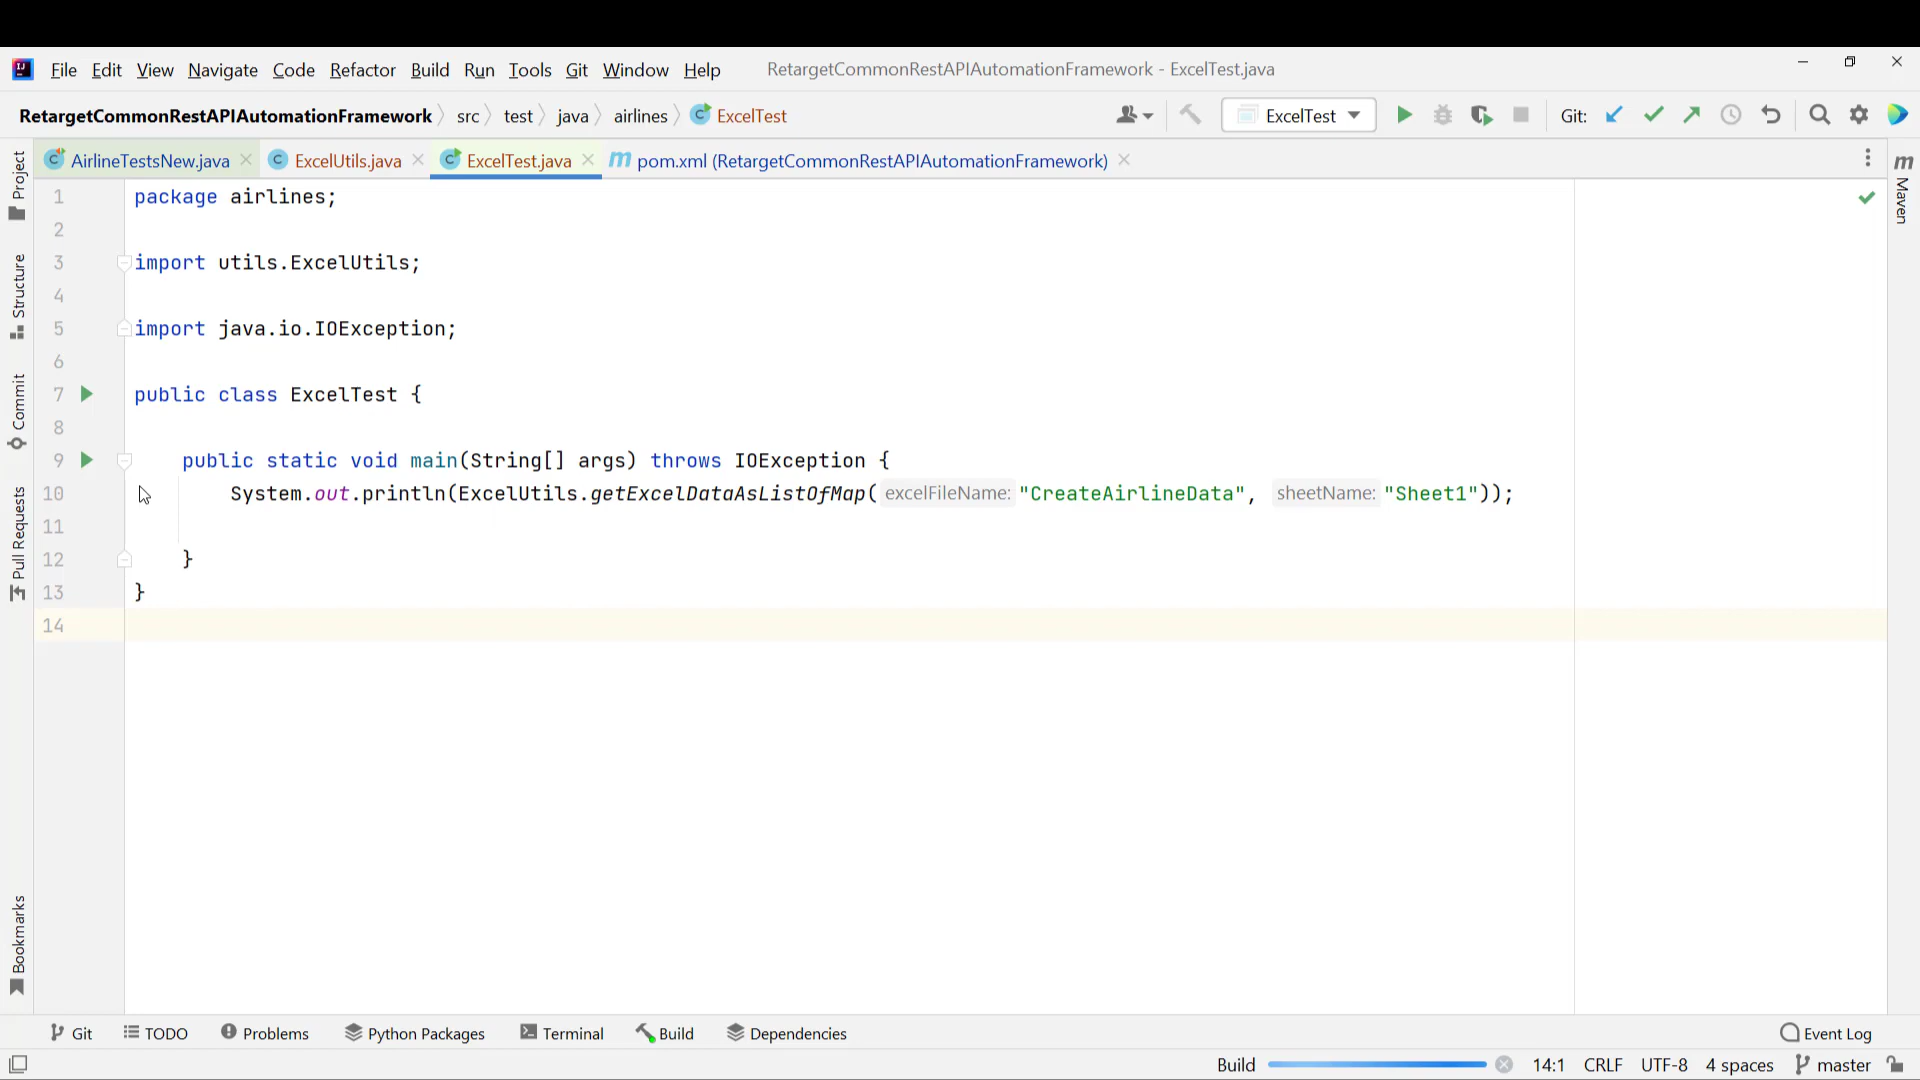 File Edit View Navigate Code Refactor Build Run Tools Git Window Help RetargetCommonRestAPIAutomationFramework - ExcelTest.java
RetargetCommonRestAPIAutomationFramework src test java airlines ExcelTest ExcelTest Git:
AirlineTestsNew.java ExcelUtils.java ExcelTest.java pom.xml (RetargetCommonRestAPIAutomationFramework)
Project
Structure
Commit
Pull Requests
Bookmarks
Maven
1 package airlines;
2
3 import utils.ExcelUtils;
4
5 import java.io.IOException;
6
7 public class ExcelTest {
8
9 public static void main(String[] args) throws IOException {
10 System.out.println(ExcelUtils.getExcelDataAsListOfMap( excelFileName: "CreateAirlineData", sheetName: "Sheet1"));
11
12 }
13 }
14
Git TODO Problems Python Packages Terminal Build Dependencies Event Log
Build 14:1 CRLF UTF-8 4 spaces master